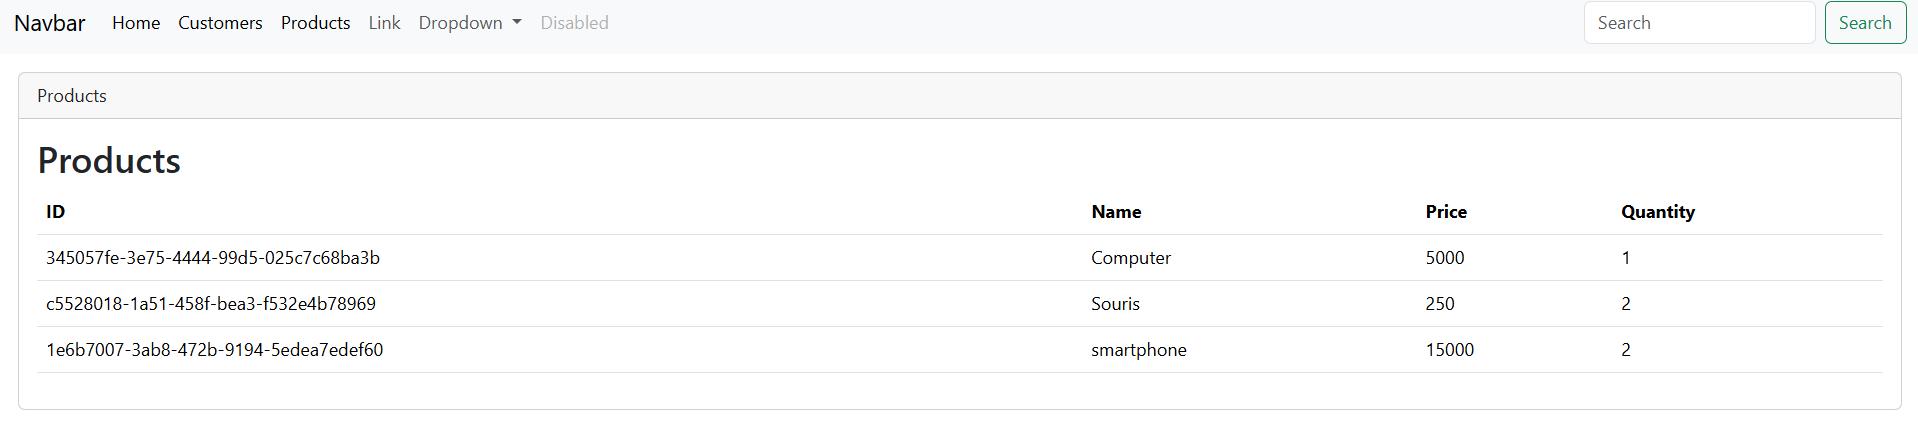 Navbar Home Customers Products Link Dropdown Disabled Search Search
Products
Products
ID Name Price Quantity
345057fe-3e75-4444-99d5-025c7c68ba3b Computer 5000 1
c5528018-1a51-458f-bea3-f532e4b78969 Souris 250 2
1e6b7007-3ab8-472b-9194-5edea7edef60 smartphone 15000 2